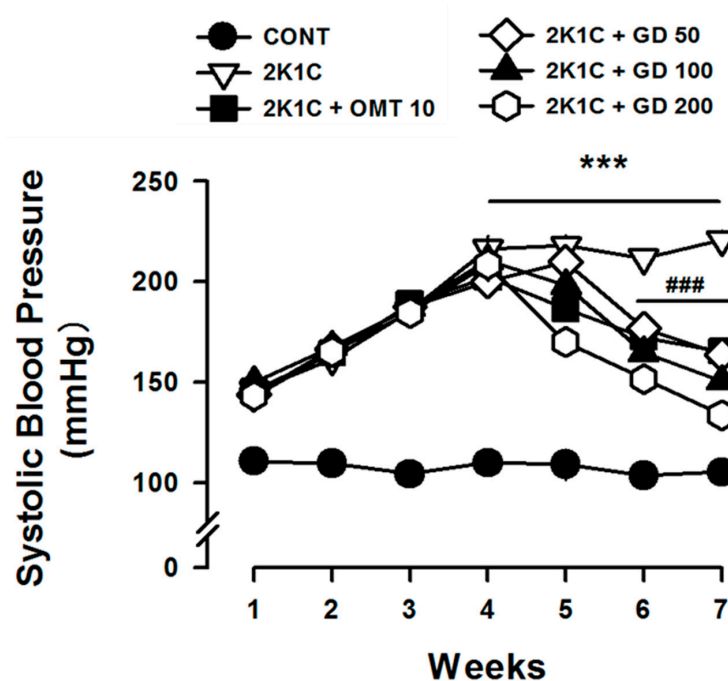 CONT
2K1C
2K1C + OMT 10
2K1C + GD 50
2K1C + GD 100
2K1C + GD 200
***
###
Systolic Blood Pressure
(mmHg)
250
200
150
100
0
1 2 3 4 5 6 7
Weeks